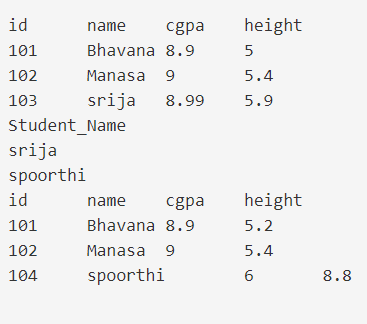 id name cgpa height
101 Bhavana 8.9 5
102 Manasa 9 5.4
103 srija 8.99 5.9
Student_Name
srija
spoorthi
id name cgpa height
101 Bhavana 8.9 5.2
102 Manasa 9 5.4
104 spoorthi 6 8.8